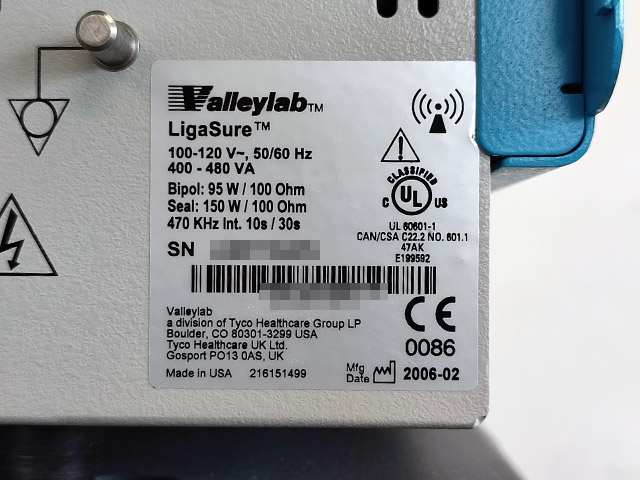 Valleylab™
LigaSure™
100-120 V~, 50/60 Hz
400 - 480 VA
Bipol: 95 W / 100 Ohm
Seal: 150 W / 100 Ohm
470 KHz Int. 10s / 30s
SN
CLASSIFIED
C UL US
UL 60601-1
CAN/CSA C22.2 NO. 601.1
47AK
E199592
Valleylab
a division of Tyco Healthcare Group LP
Boulder, CO 80301-3299 USA
Tyco Healthcare UK Ltd.
Gosport PO13 0AS, UK
Made in USA 216151499
CE
0086
Mfg
Date 2006-02